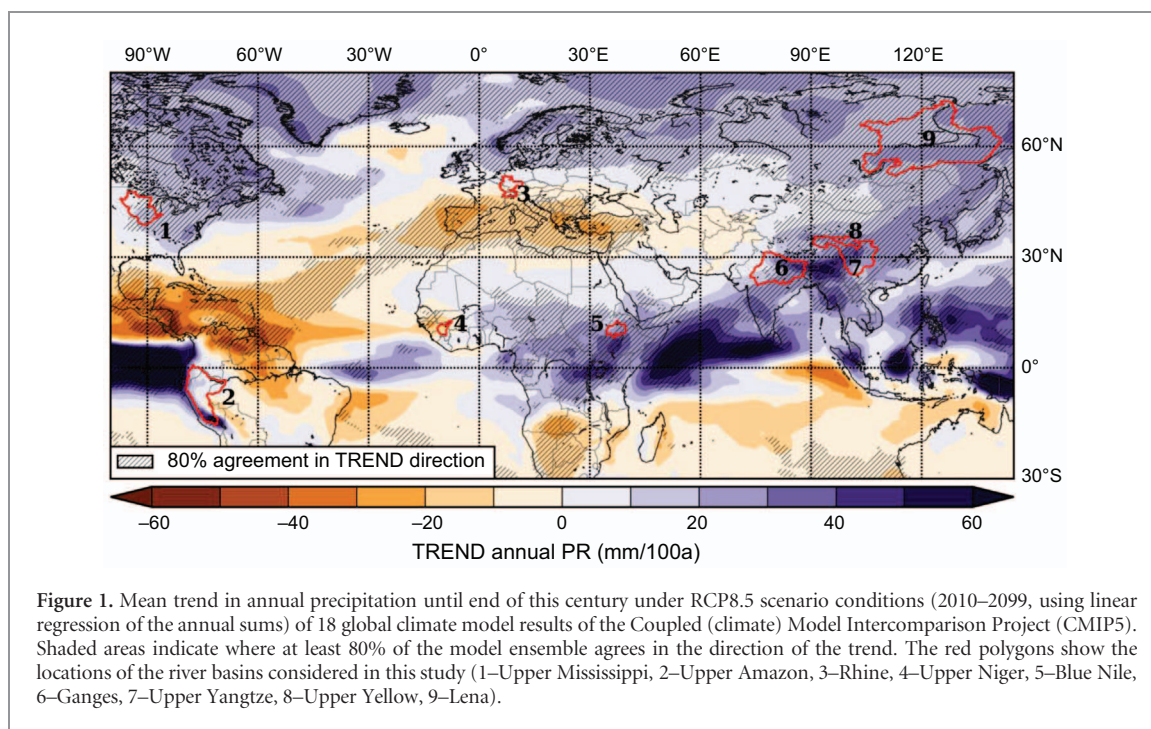 90°W 60°W 30°W 0° 30°E 60°E 90°E 120°E
60°N
30°N
0°
30°S
1
2
3
4
5
6
7
8
9
80% agreement in TREND direction
−60 −40 −20 0 20 40 60
TREND annual PR (mm/100a)
Figure 1. Mean trend in annual precipitation until end of this century under RCP8.5 scenario conditions (2010–2099, using linear
regression of the annual sums) of 18 global climate model results of the Coupled (climate) Model Intercomparison Project (CMIP5).
Shaded areas indicate where at least 80% of the model ensemble agrees in the direction of the trend. The red polygons show the
locations of the river basins considered in this study (1–Upper Mississippi, 2–Upper Amazon, 3–Rhine, 4–Upper Niger, 5–Blue Nile,
6–Ganges, 7–Upper Yangtze, 8–Upper Yellow, 9–Lena).